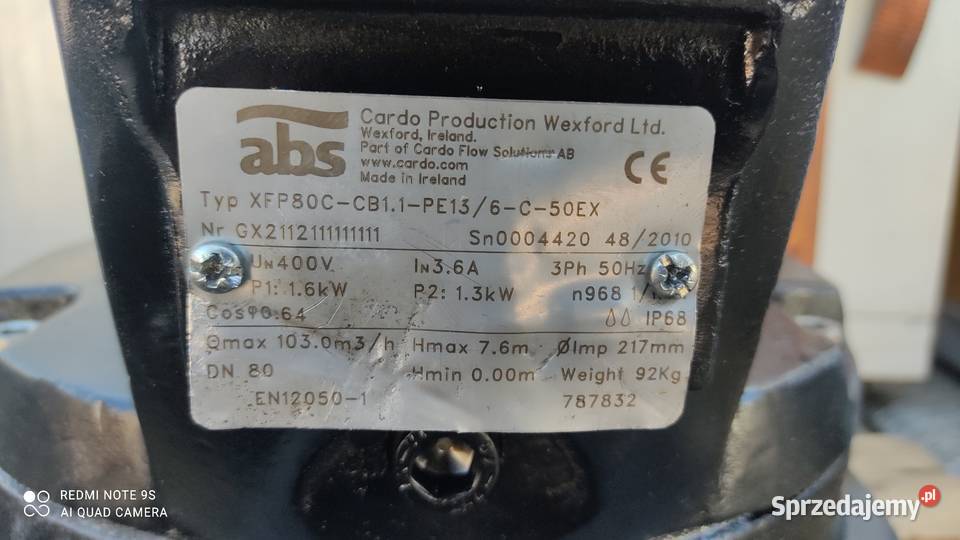 abs
Cardo Production Wexford Ltd.
Wexford, Ireland.
Part of Cardo Flow Solutions AB
www.cardo.com
Made in Ireland
CE
Typ XFP80C-CB1.1-PE13/6-C-50EX
Nr GX2112111111111 Sn0004420 48/2010
UN400V IN3.6A 3Ph 50Hz
P1: 1.6kW P2: 1.3kW n968
Cosφ0.64 IP68
Qmax 103.0m3/h Hmax 7.6m ØImp 217mm
DN 80 Hmin 0.00m Weight 92Kg
EN12050-1 787832
REDMI NOTE 9S
AI QUAD CAMERA
Sprzedajemy.pl